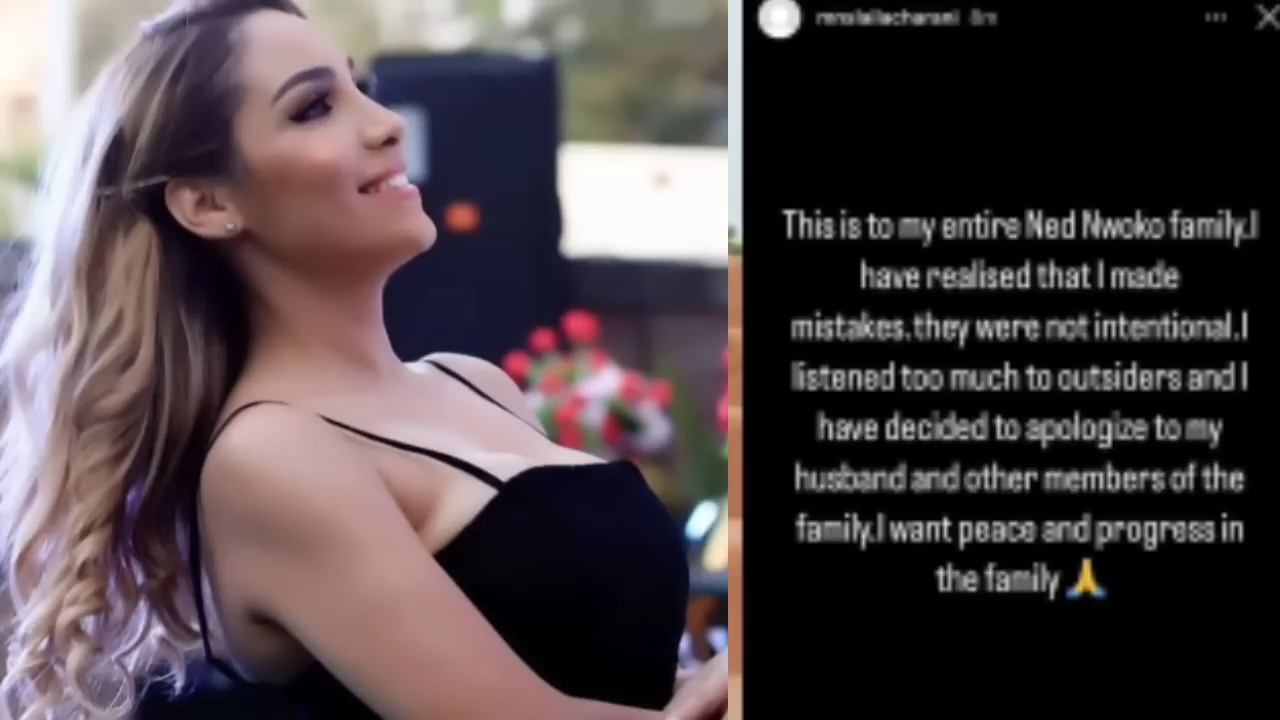 This is to my entire Ned Nwoko family.I
have realised that I made
mistakes.they were not intentional.I
listened too much to outsiders and I
have decided to apologize to my
husband and other members of the
family.I want peace and progress in
the family 🙏